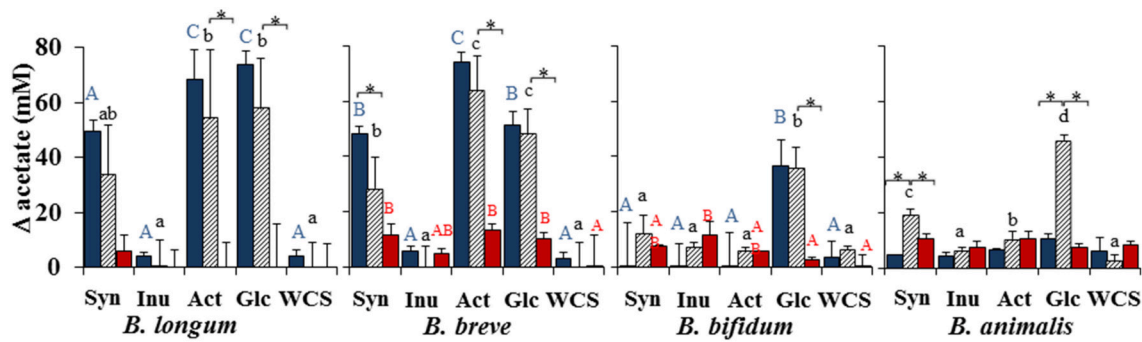 Δ acetate (mM)
80
60
40
20
0
A ab A a C b * C b * A a
Syn Inu Act Glc WCS
B. longum
* B b B A a AB C c * B B c * B A a A
Syn Inu Act Glc WCS
B. breve
A a A B A a B A a A B B b * A A a A
Syn Inu Act Glc WCS
B. bifidum
* * c a b * * d a
Syn Inu Act Glc WCS
B. animalis